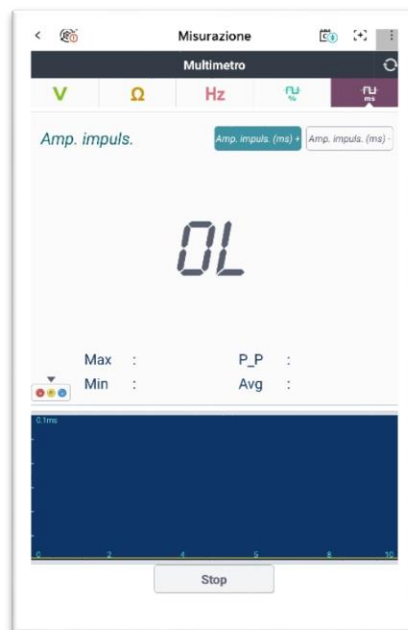 Misurazione
Multimetro
V Ω Hz % ms
Amp. impuls. Amp. impuls. (ms) + Amp. impuls. (ms) -
OL
Max : P_P :
Min : Avg :
0.1ms
0 2 4 6 8 10
Stop